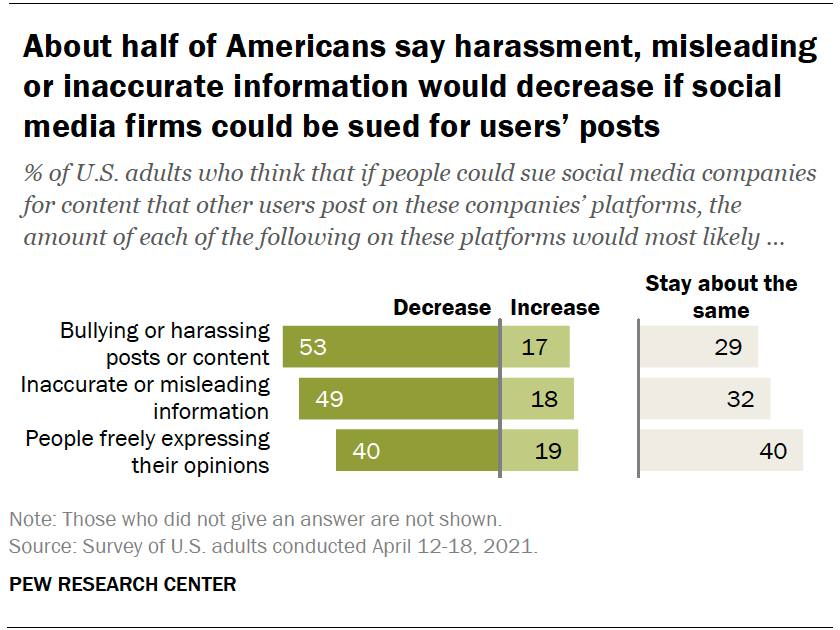 About half of Americans say harassment, misleading
or inaccurate information would decrease if social
media firms could be sued for users’ posts
% of U.S. adults who think that if people could sue social media companies
for content that other users post on these companies’ platforms, the
amount of each of the following on these platforms would most likely ...
Decrease Increase Stay about the
same
Bullying or harassing
posts or content 53 17 29
Inaccurate or misleading
information 49 18 32
People freely expressing
their opinions 40 19 40
Note: Those who did not give an answer are not shown.
Source: Survey of U.S. adults conducted April 12-18, 2021.
PEW RESEARCH CENTER